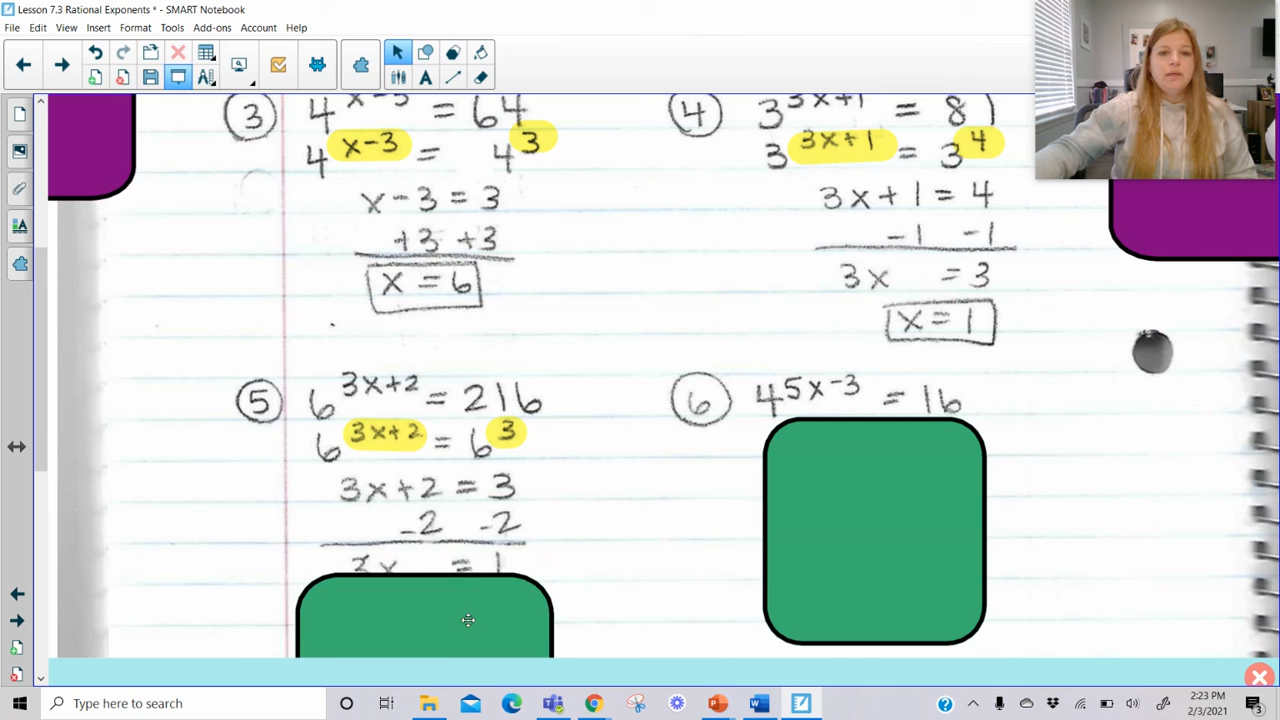 Lesson 7.3 Rational Exponents * - SMART Notebook
File Edit View Insert Format Tools Add-ons Account Help
3 4^x-3 = 64
4^x-3 = 4^3
x-3 = 3
+3 +3
x = 6
4 3^3x+1 = 81
3^3x+1 = 3^4
3x+1 = 4
-1 -1
3x = 3
x = 1
5 6^3x+2 = 216
6^3x+2 = 6^3
3x+2 = 3
-2 -2
3x = 1
6 4^5x-3 = 16
Type here to search
2:23 PM
2/3/2021
3